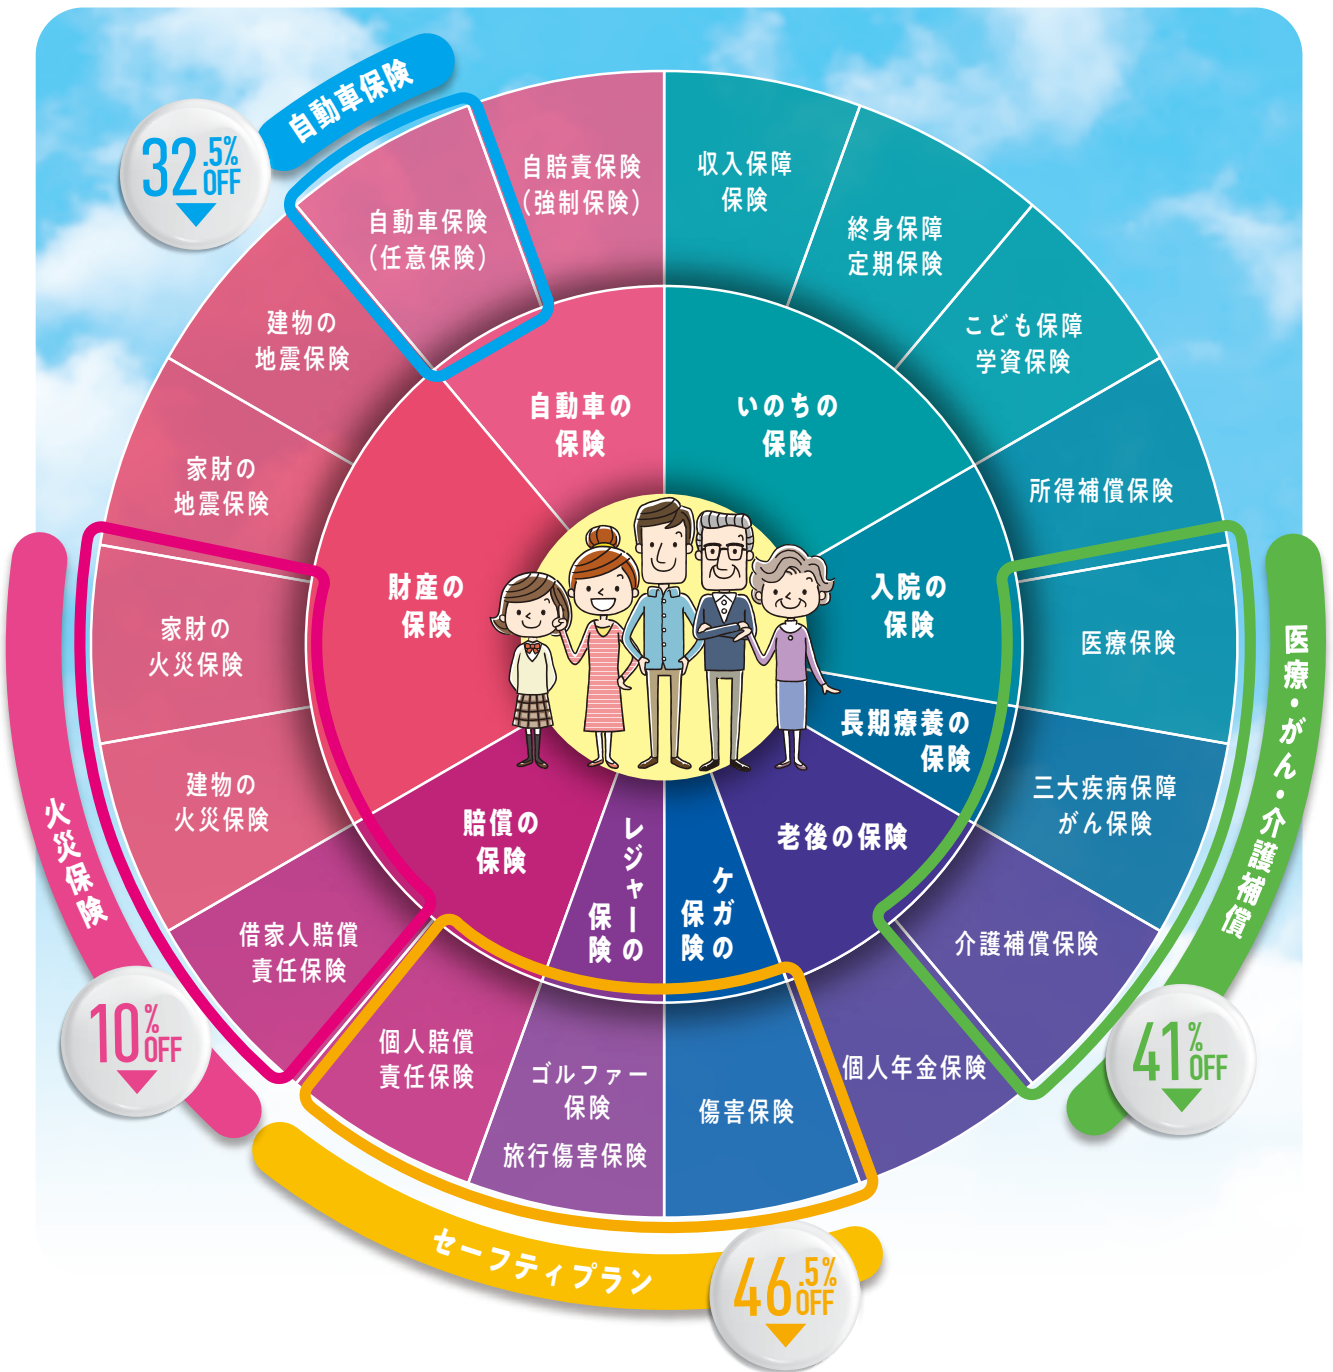 自動車保険
32.5%
OFF
自動車保険
（任意保険）
自賠責保険
（強制保険）
収入保障
保険
終身保障
定期保険
こども保障
学資保険
所得補償保険
医療保険
三大疾病保障
がん保険
介護補償保険
個人年金保険
傷害保険
ゴルファー
保険
旅行傷害保険
個人賠償
責任保険
借家人賠償
責任保険
建物の
火災保険
家財の
火災保険
家財の
地震保険
建物の
地震保険
自動車の
保険
いのちの
保険
入院の
保険
長期療養の
保険
老後の保険
ケガの
保険
レジャーの
保険
賠償の
保険
財産の
保険
火災保険
10%
OFF
医療・がん・介護補償
41%
OFF
セーフティプラン
46.5%
OFF